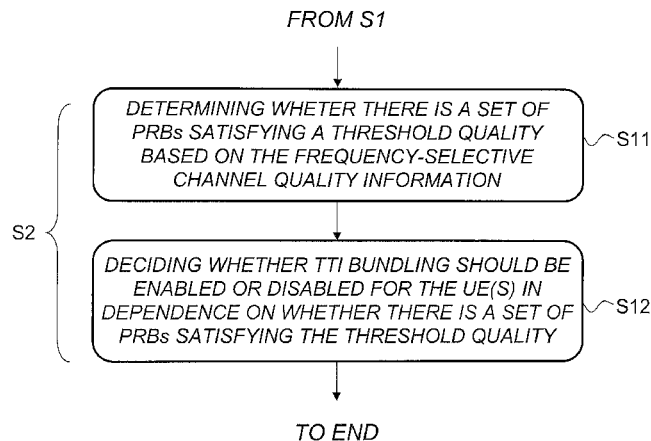 FROM S1
DETERMINING WHETER THERE IS A SET OF
PRBs SATISFYING A THRESHOLD QUALITY
BASED ON THE FREQUENCY-SELECTIVE
CHANNEL QUALITY INFORMATION
S11
S2
DECIDING WHETHER TTI BUNDLING SHOULD BE
ENABLED OR DISABLED FOR THE UE(S) IN
DEPENDENCE ON WHETHER THERE IS A SET OF
PRBs SATISFYING THE THRESHOLD QUALITY
S12
TO END